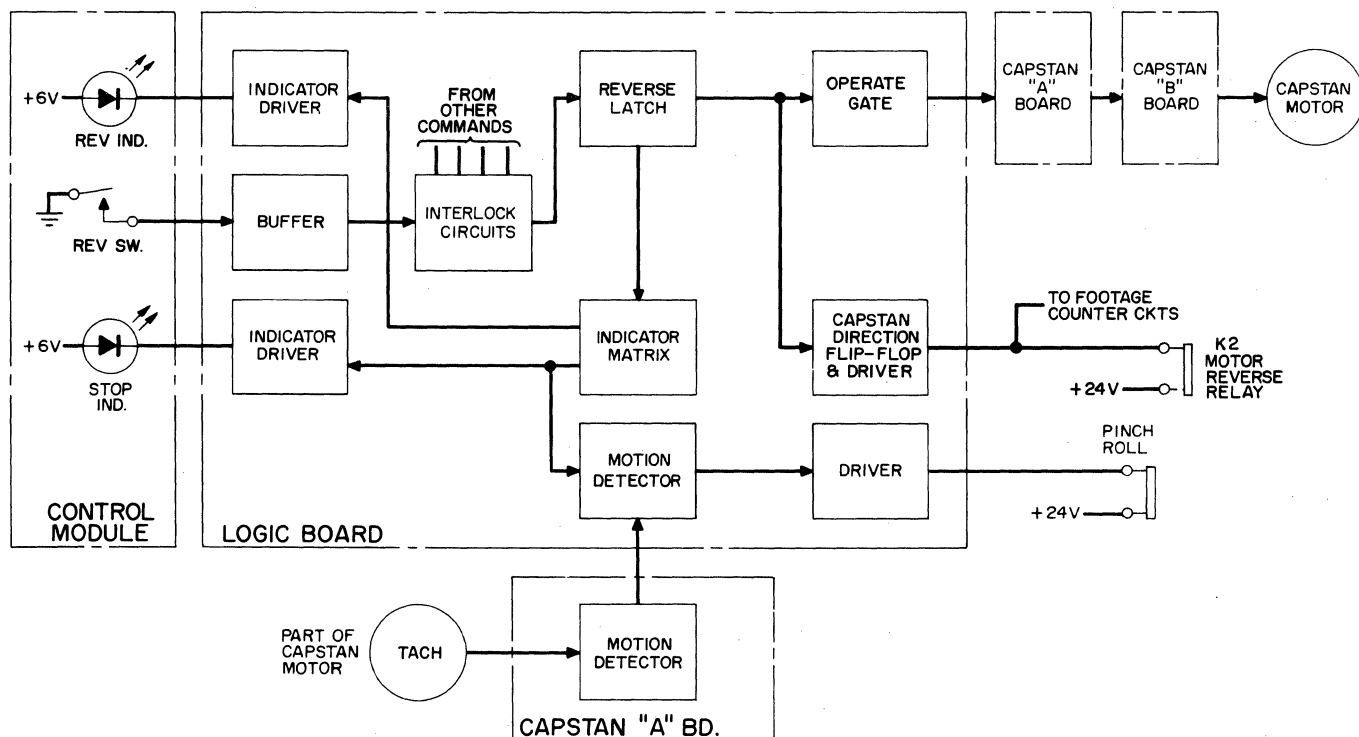 +6V
REV IND.
REV SW.
+6V
STOP
IND.
CONTROL
MODULE
INDICATOR
DRIVER
BUFFER
INDICATOR
DRIVER
LOGIC BOARD
FROM
OTHER
COMMANDS
INTERLOCK
CIRCUITS
REVERSE
LATCH
INDICATOR
MATRIX
MOTION
DETECTOR
OPERATE
GATE
CAPSTAN
DIRECTION
FLIP-FLOP
& DRIVER
DRIVER
CAPSTAN
"A"
BOARD
CAPSTAN
"B"
BOARD
CAPSTAN
MOTOR
TO FOOTAGE
COUNTER CKTS
K2
MOTOR
REVERSE
RELAY
+24V
PINCH
ROLL
+24V
PART OF
CAPSTAN
MOTOR
TACH
MOTION
DETECTOR
CAPSTAN "A" BD.